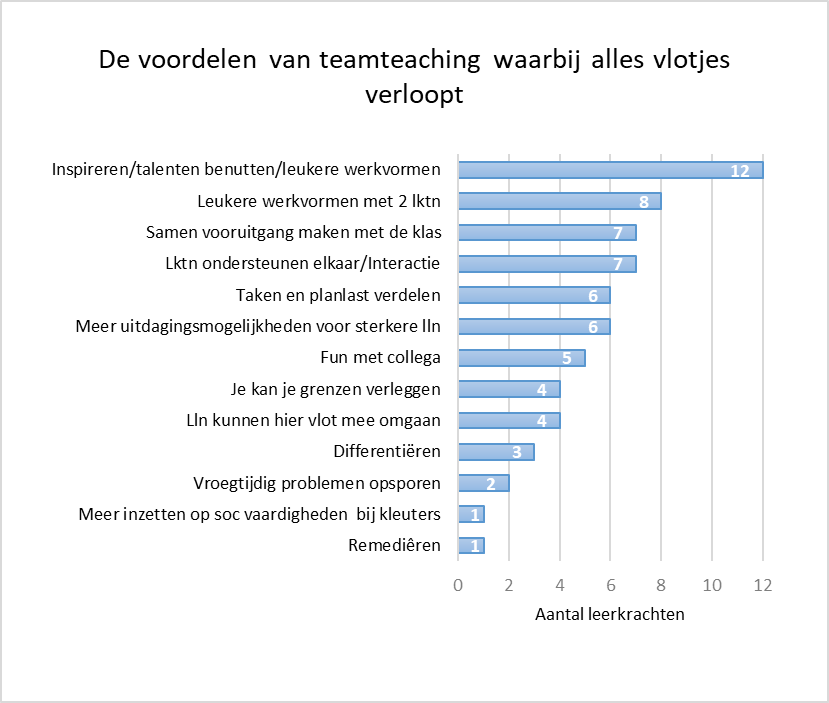 De voordelen van teamteaching waarbij alles vlotjes
verloopt
Inspireren/talenten benutten/leukere werkvormen 12
Leukere werkvormen met 2 lktn 8
Samen vooruitgang maken met de klas 7
Lktn ondersteunen elkaar/Interactie 7
Taken en planlast verdelen 6
Meer uitdagingsmogelijkheden voor sterkere lln 6
Fun met collega 5
Je kan je grenzen verleggen 4
Lln kunnen hier vlot mee omgaan 4
Differentiëren 3
Vroegtijdig problemen opsporen 2
Meer inzetten op soc vaardigheden bij kleuters 1
Remediêren 1
0 2 4 6 8 10 12
Aantal leerkrachten